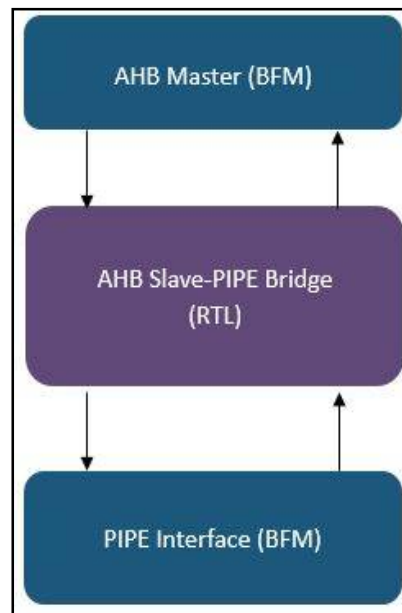 AHB Master (BFM)
AHB Slave-PIPE Bridge
(RTL)
PIPE Interface (BFM)